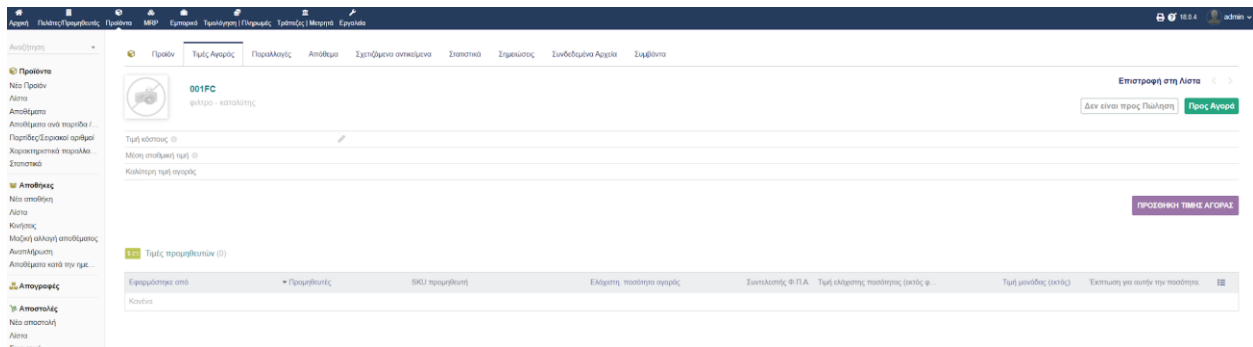 Αρχική Πελάτες/Προμηθευτές Προϊόντα MRP Εμπορικό Τιμολόγηση | Πληρωμές Τράπεζες | Μετρητά Εργαλεία 18.0.4 admin
Αναζήτηση
Προϊόν Τιμές Αγοράς Παραλλαγές Απόθεμα Σχετιζόμενα αντικείμενα Στατιστικά Σημειώσεις Συνδεδεμένα Αρχεία Συμβάντα
Προϊόντα
Νέο Προϊόν
Λίστα
Αποθέματα
Αποθέματα ανά παρτίδα /...
Παρτίδες/Σειριακοί αριθμοί
Χαρακτηριστικά παραλλα...
Στατιστικά
Αποθήκες
Νέα αποθήκη
Λίστα
Κινήσεις
Μαζική αλλαγή αποθέματος
Αναπλήρωση
Αποθέματα κατά την ημε...
Απογραφές
Αποστολές
Νέα αποστολή
Λίστα
001FC
φιλτρο - καταλύτης
Επιστροφή στη Λίστα
Δεν είναι προς Πώληση Προς Αγορά
Τιμή κόστους
Μέση σταθμική τιμή
Καλύτερη τιμή αγοράς
ΠΡΟΣΘΗΚΗ ΤΙΜΗΣ ΑΓΟΡΑΣ
Τιμές προμηθευτών (0)
Εφαρμόστηκε από Προμηθευτές SKU προμηθευτή Ελάχιστη ποσότητα αγοράς Συντελεστής Φ.Π.Α. Τιμή ελάχιστης ποσότητας (εκτός φ... Τιμή μονάδας (εκτός) Έκπτωση για αυτήν την ποσότητα.
Κανένα